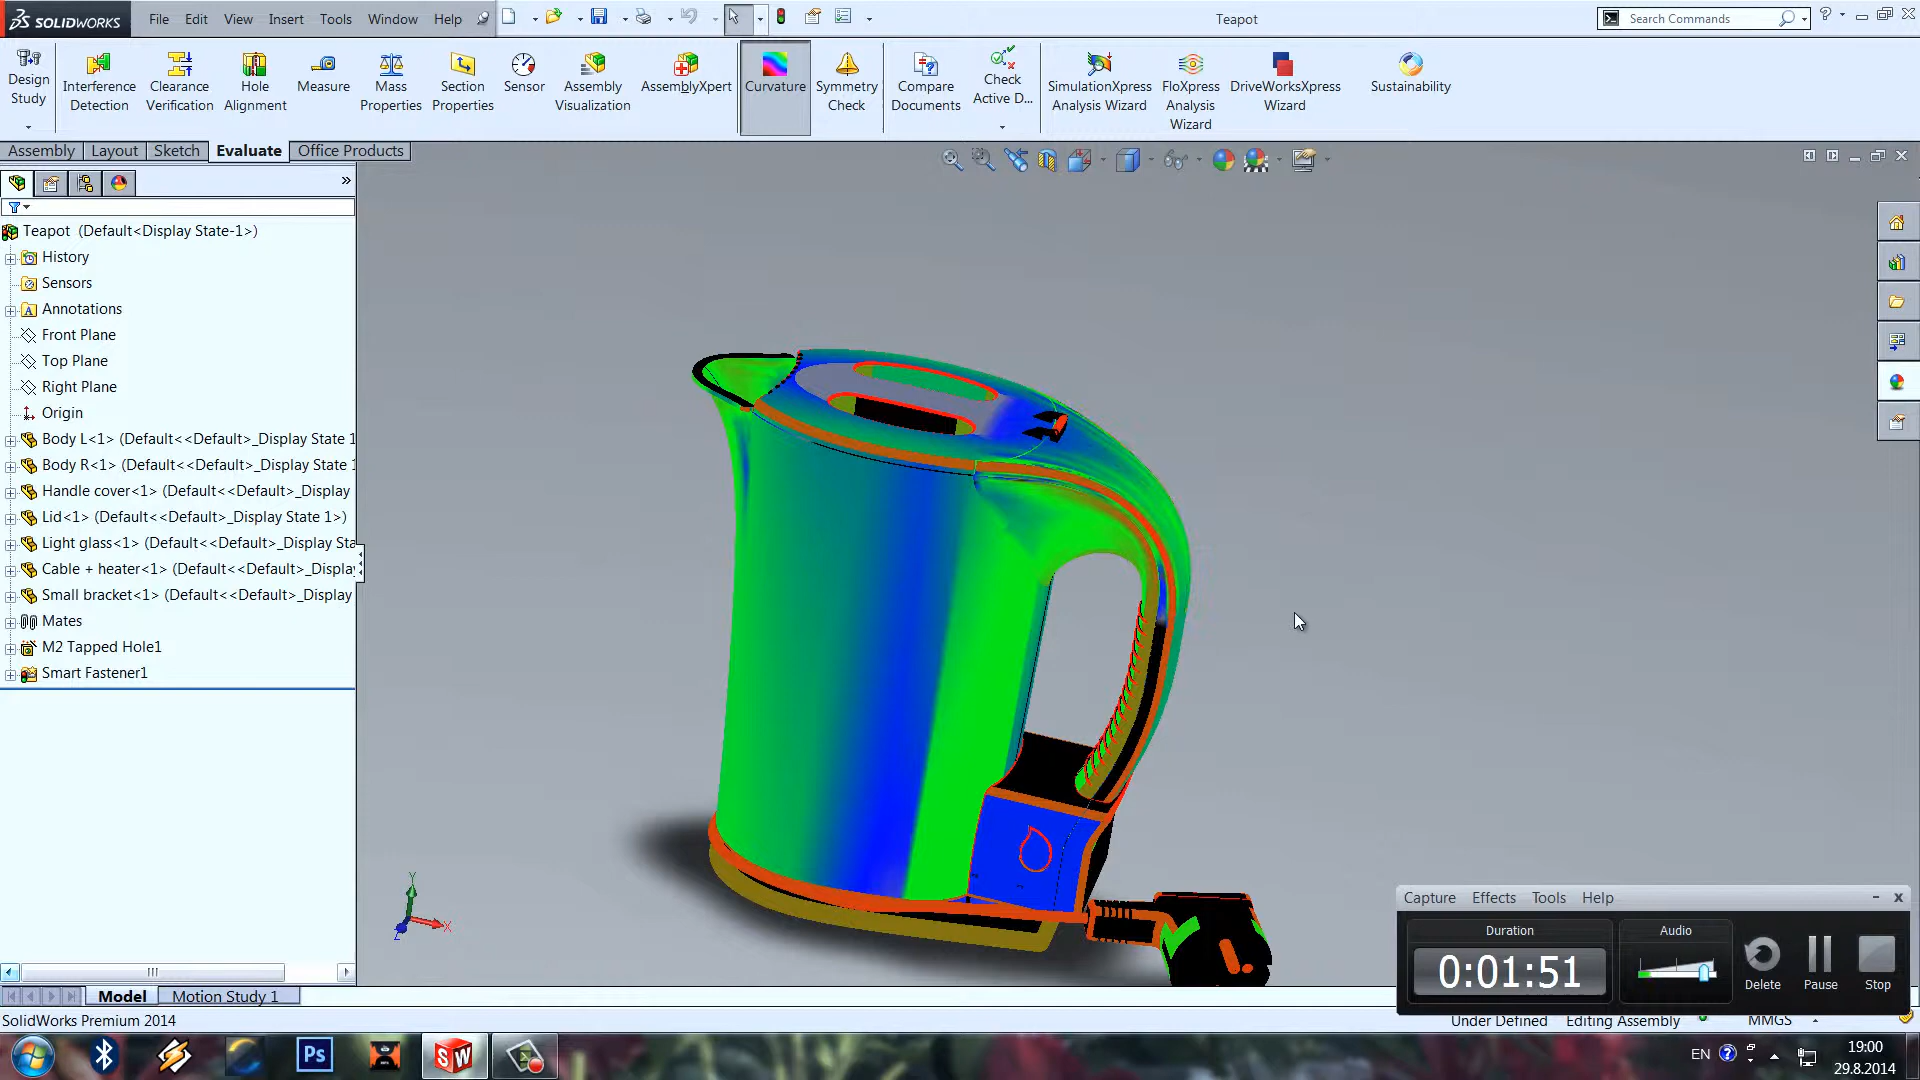 SOLIDWORKS File Edit View Insert Tools Window Help Teapot Search Commands
Design Study
Interference Detection
Clearance Verification
Hole Alignment
Measure
Mass Properties
Section Properties
Sensor
Assembly Visualization
AssemblyXpert
Curvature
Symmetry Check
Compare Documents
Check Active D...
SimulationXpress Analysis Wizard
FloXpress Analysis Wizard
DriveWorksXpress Wizard
Sustainability
Assembly Layout Sketch Evaluate Office Products
Teapot (Default<Display State-1>)
History
Sensors
Annotations
Front Plane
Top Plane
Right Plane
Origin
Body L<1> (Default<<Default>_Display State 1
Body R<1> (Default<<Default>_Display State 1
Handle cover<1> (Default<<Default>_Display
Lid<1> (Default<<Default>_Display State 1>)
Light glass<1> (Default<<Default>_Display Sta
Cable + heater<1> (Default<<Default>_Display
Small bracket<1> (Default<<Default>_Display
Mates
M2 Tapped Hole1
Smart Fastener1
Y
X
Z
Capture Effects Tools Help
Duration Audio
0:01:51
Delete Pause Stop
Model Motion Study 1
SolidWorks Premium 2014 Under Defined Editing Assembly MMGS
Ps SW EN 19:00
29.8.2014